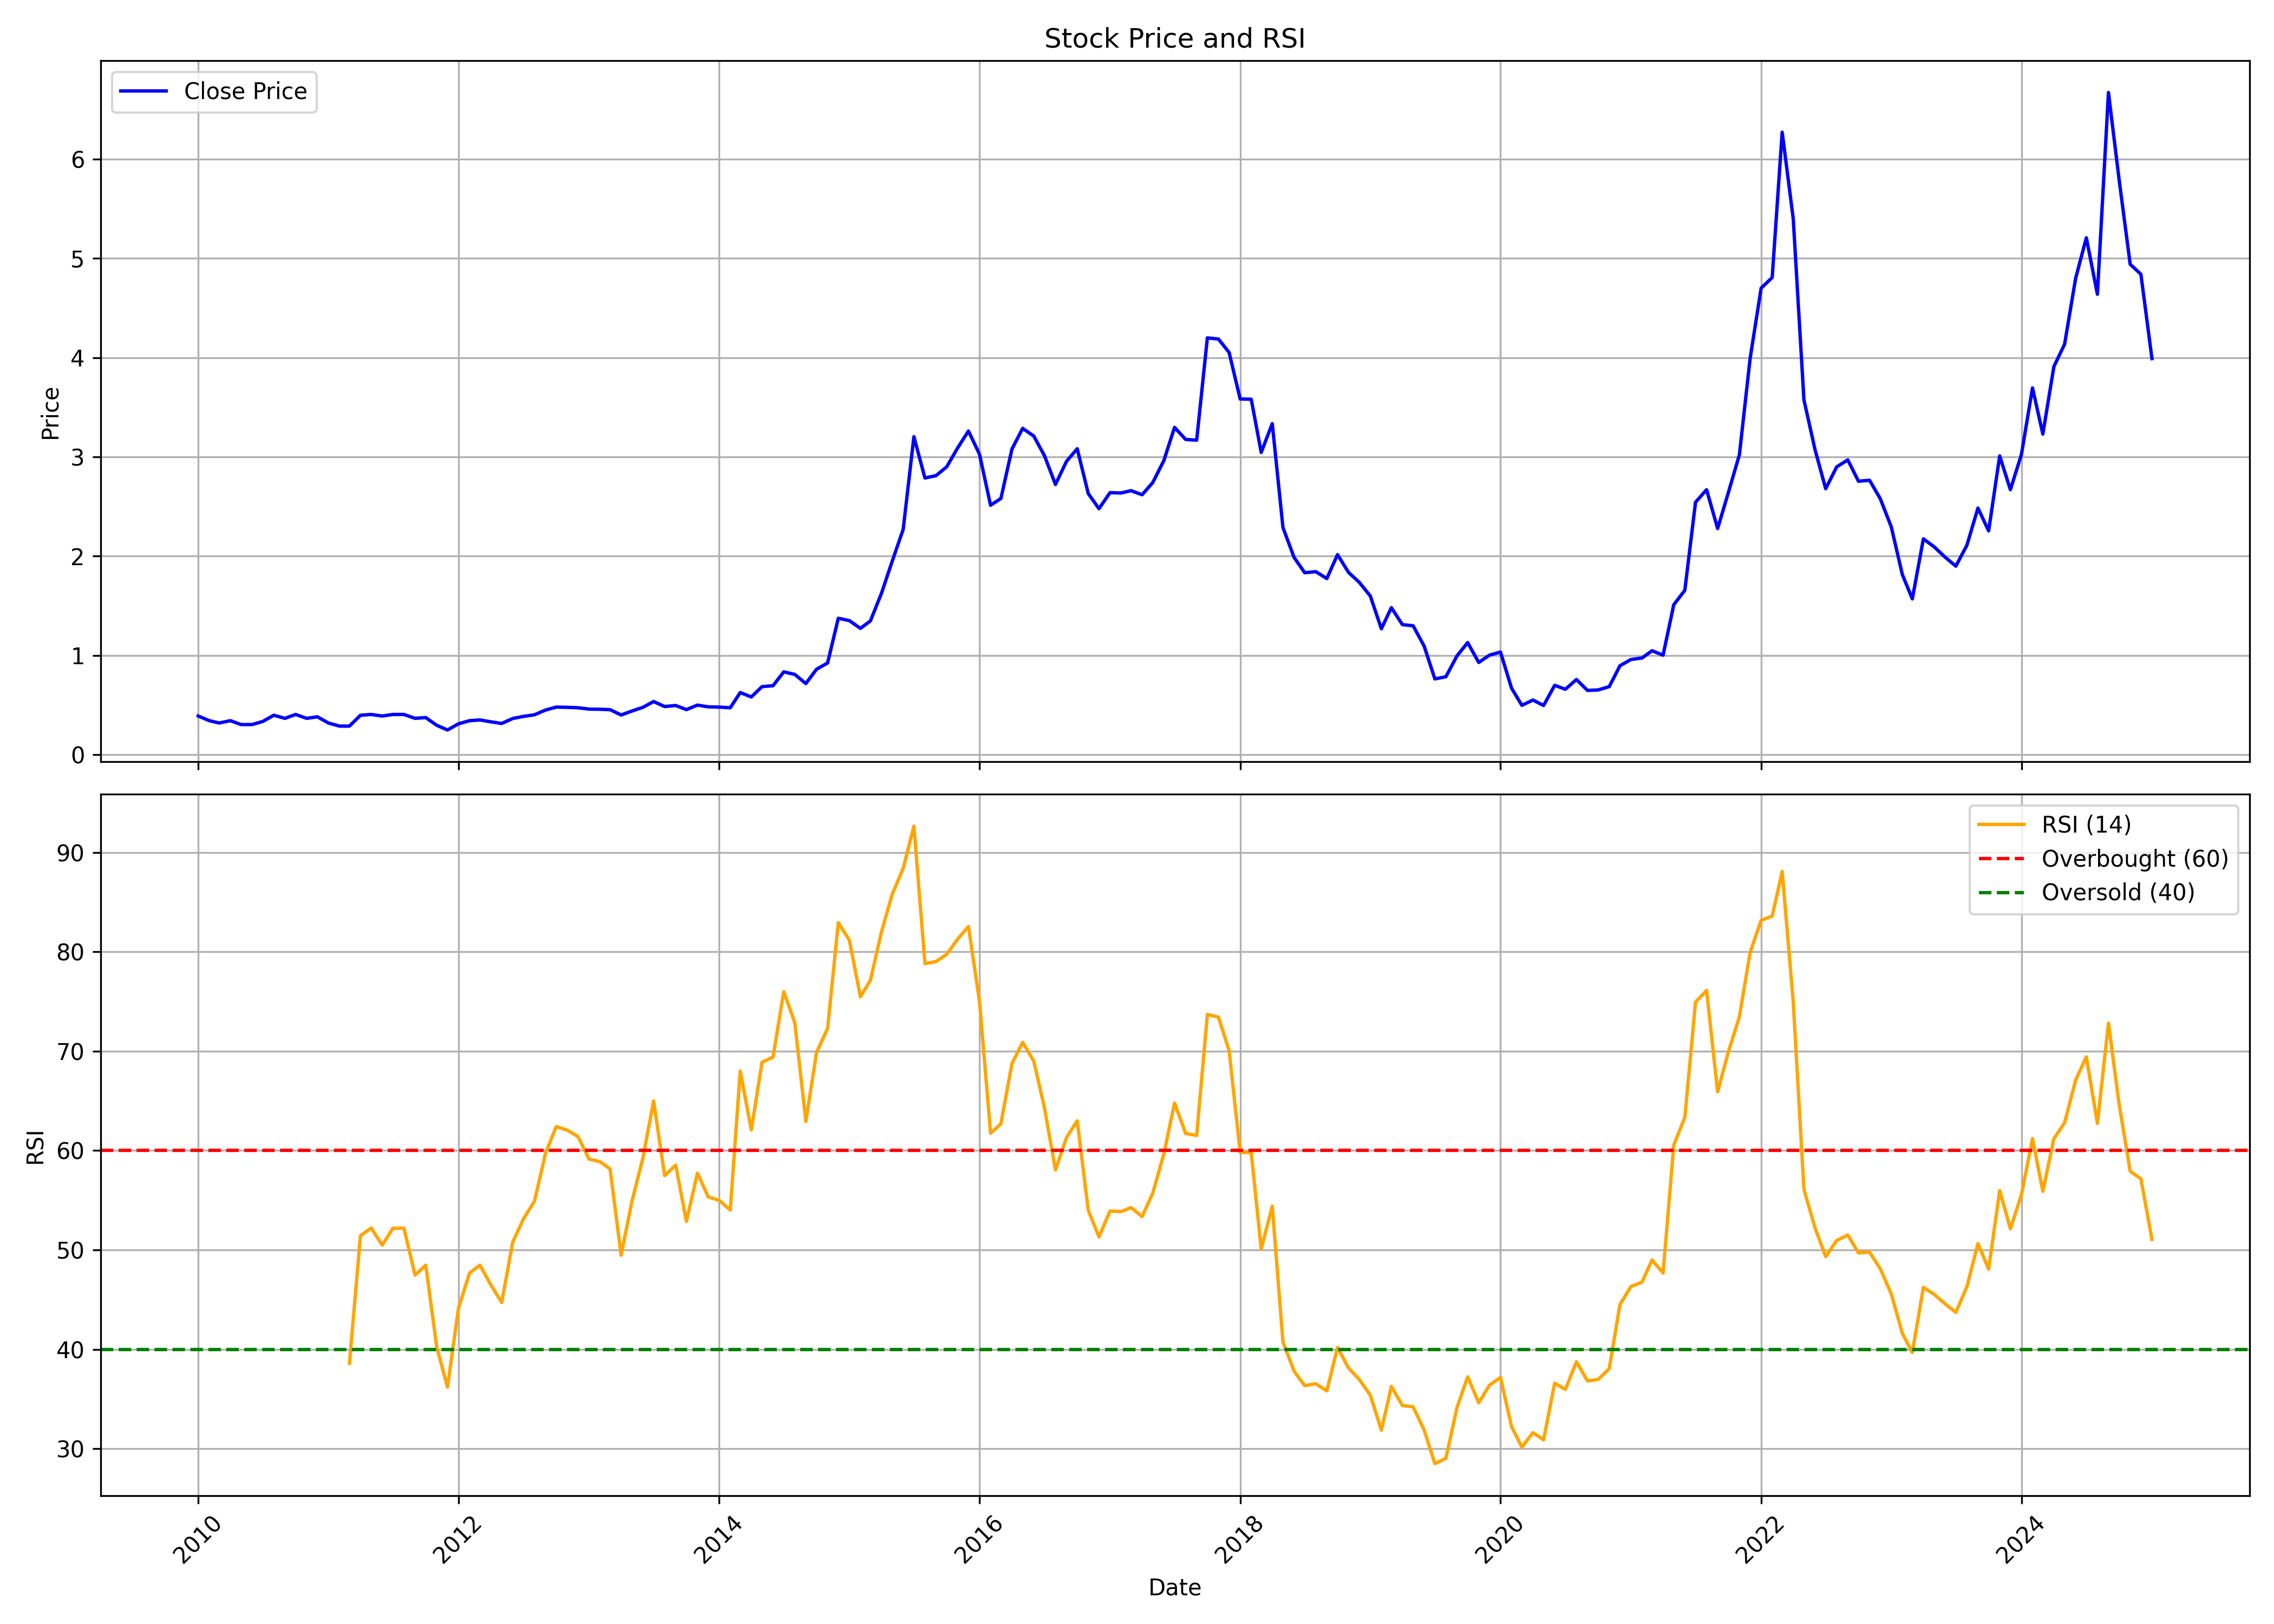 Stock Price and RSI
Close Price
Price
6
5
4
3
2
1
0
RSI (14)
Overbought (60)
Oversold (40)
RSI
90
80
70
60
50
40
30
2010
2012
2014
2016
2018
2020
2022
2024
Date